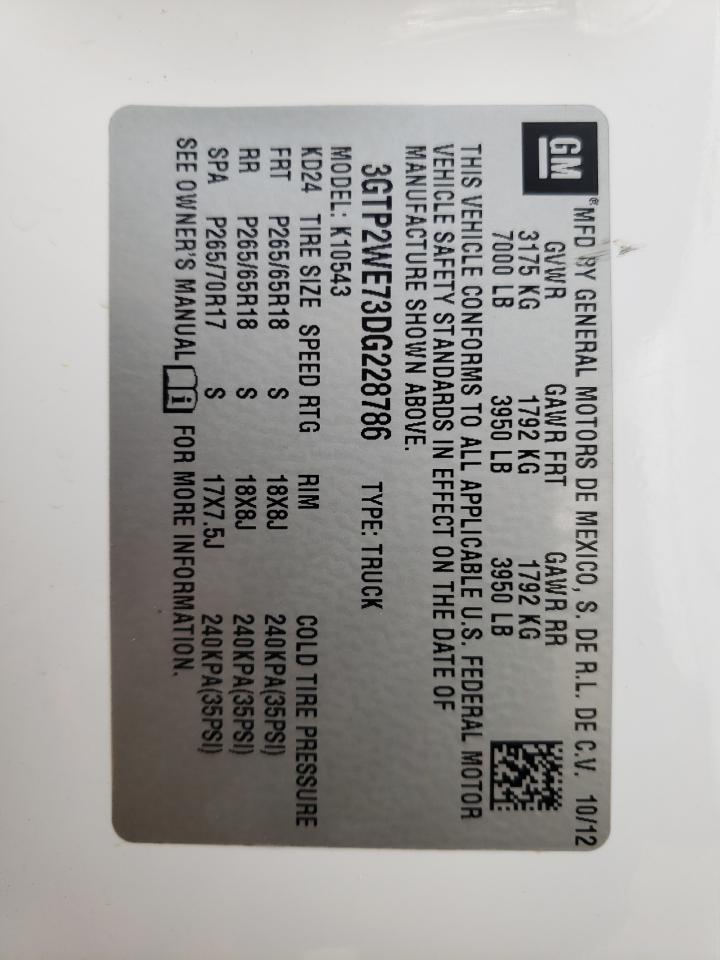 GM
® MFD BY GENERAL MOTORS DE MEXICO, S. DE R.L. DE C.V. 10/12
GVWR GAWR FRT GAWR RR
3175 KG 1792 KG 1792 KG
7000 LB 3950 LB 3950 LB
THIS VEHICLE CONFORMS TO ALL APPLICABLE U.S. FEDERAL MOTOR
VEHICLE SAFETY STANDARDS IN EFFECT ON THE DATE OF
MANUFACTURE SHOWN ABOVE.
3GTP2WE73DG228786 TYPE: TRUCK
MODEL: K10543
KD24 TIRE SIZE SPEED RTG RIM COLD TIRE PRESSURE
FRT P265/65R18 S 18X8J 240KPA(35PSI)
RR P265/65R18 S 18X8J 240KPA(35PSI)
SPA P265/70R17 S 17X7.5J 240KPA(35PSI)
SEE OWNER'S MANUAL i FOR MORE INFORMATION.